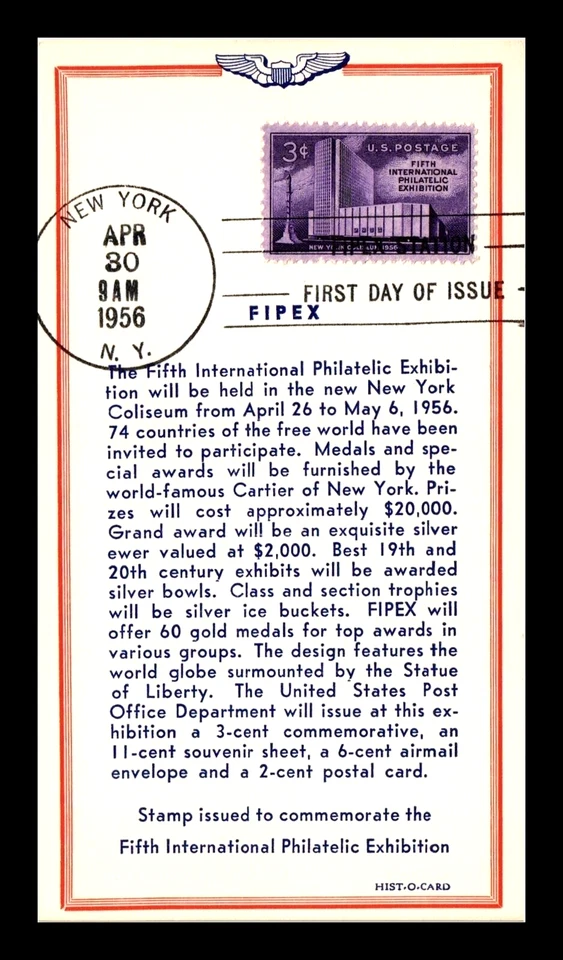 3¢ U.S. POSTAGE
FIFTH
INTERNATIONAL
PHILATELIC
EXHIBITION
NEW YORK COLISEUM 1956
FIPEX STATION
NEW YORK
APR
30
9 AM
1956
N. Y.
FIRST DAY OF ISSUE
FIPEX
The Fifth International Philatelic Exhibi-
tion will be held in the new New York
Coliseum from April 26 to May 6, 1956.
74 countries of the free world have been
invited to participate. Medals and spe-
cial awards will be furnished by the
world-famous Cartier of New York. Pri-
zes will cost approximately $20,000.
Grand award will be an exquisite silver
ewer valued at $2,000. Best 19th and
20th century exhibits will be awarded
silver bowls. Class and section trophies
will be silver ice buckets. FIPEX will
offer 60 gold medals for top awards in
various groups. The design features the
world globe surmounted by the Statue
of Liberty. The United States Post
Office Department will issue at this ex-
hibition a 3-cent commemorative, an
11-cent souvenir sheet, a 6-cent airmail
envelope and a 2-cent postal card.
Stamp issued to commemorate the
Fifth International Philatelic Exhibition
HIST-O-CARD